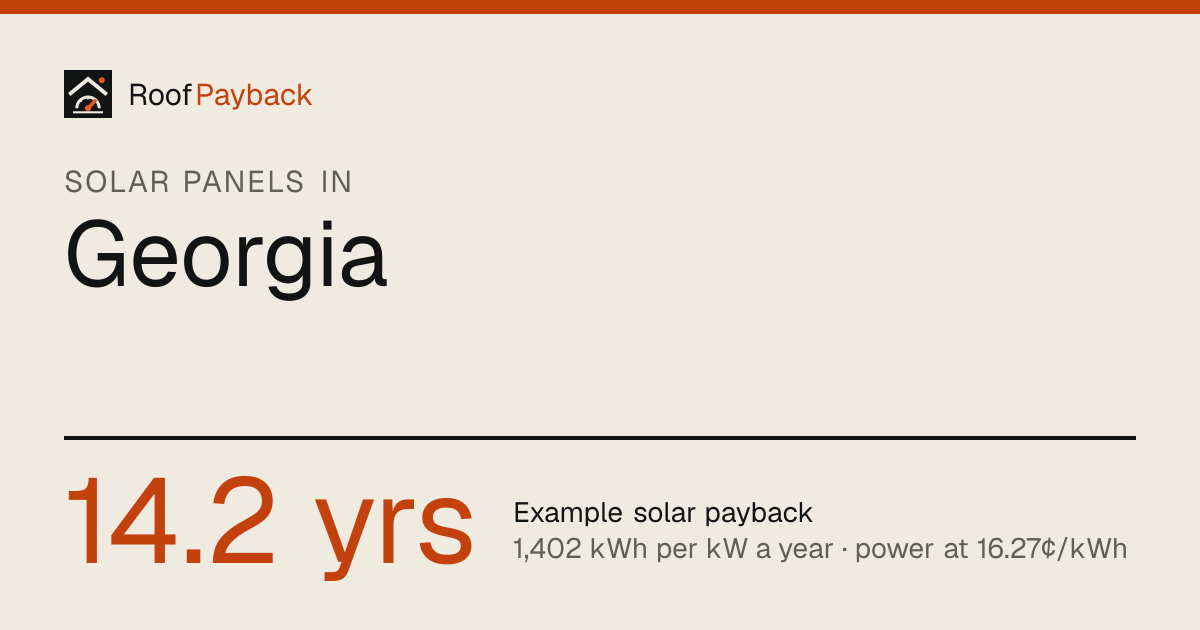 RoofPayback
SOLAR PANELS IN
Georgia
14.2 yrs
Example solar payback
1,402 kWh per kW a year · power at 16.27¢/kWh